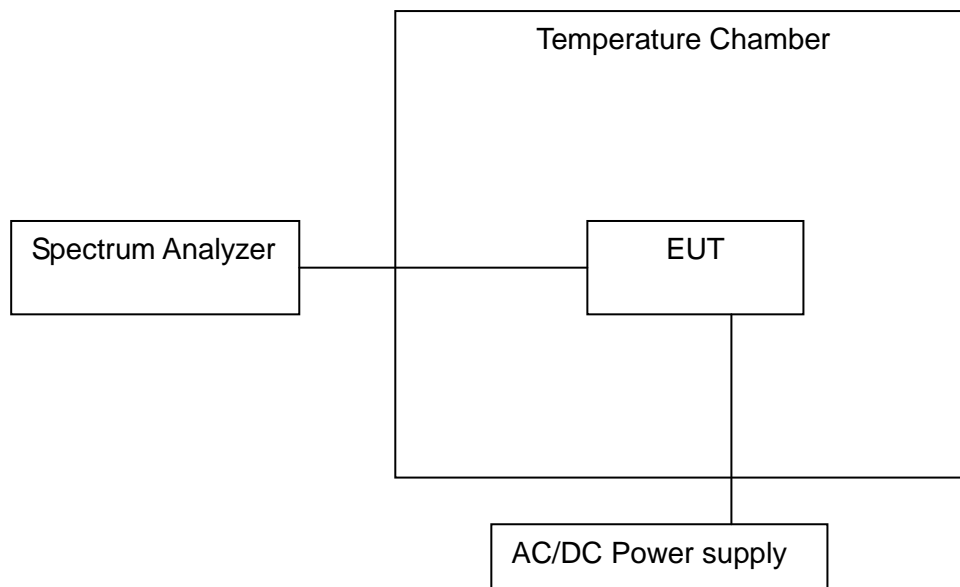 Temperature Chamber
Spectrum Analyzer
EUT
AC/DC Power supply